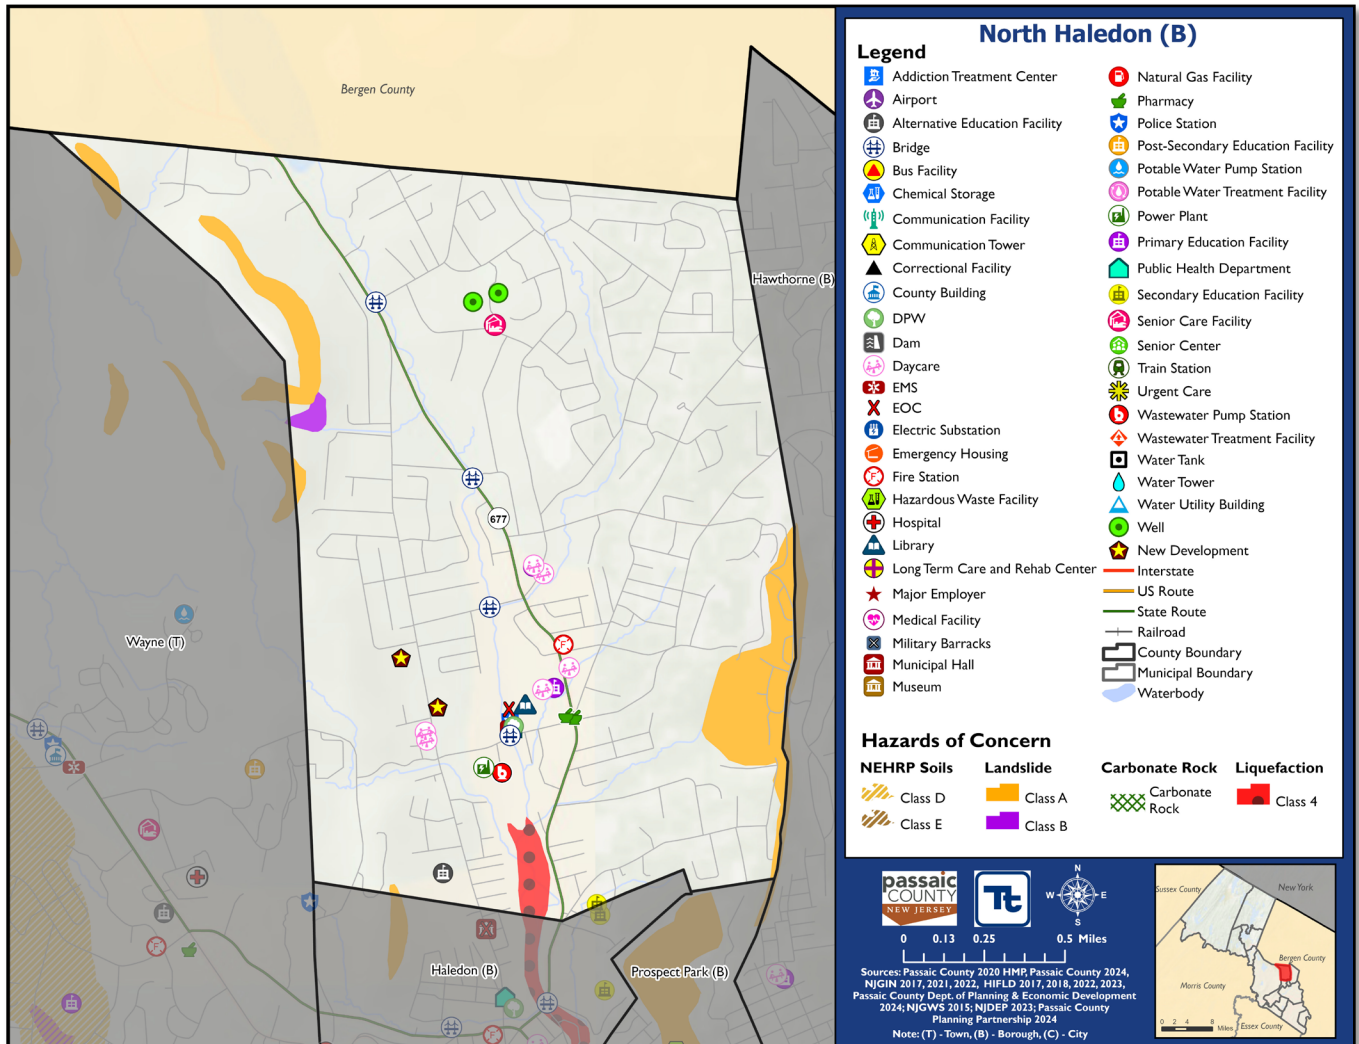 North Haledon (B)
Legend
Addiction Treatment Center
Airport
Alternative Education Facility
Bridge
Bus Facility
Chemical Storage
Communication Facility
Communication Tower
Correctional Facility
County Building
DPW
Dam
Daycare
EMS
EOC
Electric Substation
Emergency Housing
Fire Station
Hazardous Waste Facility
Hospital
Library
Long Term Care and Rehab Center
Major Employer
Medical Facility
Military Barracks
Municipal Hall
Museum
Natural Gas Facility
Pharmacy
Police Station
Post-Secondary Education Facility
Potable Water Pump Station
Potable Water Treatment Facility
Power Plant
Primary Education Facility
Public Health Department
Secondary Education Facility
Senior Care Facility
Senior Center
Train Station
Urgent Care
Wastewater Pump Station
Wastewater Treatment Facility
Water Tank
Water Tower
Water Utility Building
Well
New Development
Interstate
US Route
State Route
Railroad
County Boundary
Municipal Boundary
Waterbody
Hazards of Concern
NEHRP Soils
Class D
Class E
Landslide
Class A
Class B
Carbonate Rock
Carbonate
Rock
Liquefaction
Class 4
Bergen County
Hawthorne (B)
677
Wayne (T)
Haledon (B)
Prospect Park (B)
passaic
COUNTY
NEW JERSEY
Tt
N
W E
S
0 0.13 0.25 0.5 Miles
Sources: Passaic County 2020 HMP, Passaic County 2024,
NJGIN 2017, 2021, 2022, HIFLD 2017, 2018, 2022, 2023,
Passaic County Dept. of Planning & Economic Development
2024; NJGWS 2015; NJDEP 2023; Passaic County
Planning Partnership 2024
Note: (T) - Town, (B) - Borough, (C) - City
Sussex County
New York
Bergen County
Morris County
Essex County
0 2 4 8 Miles